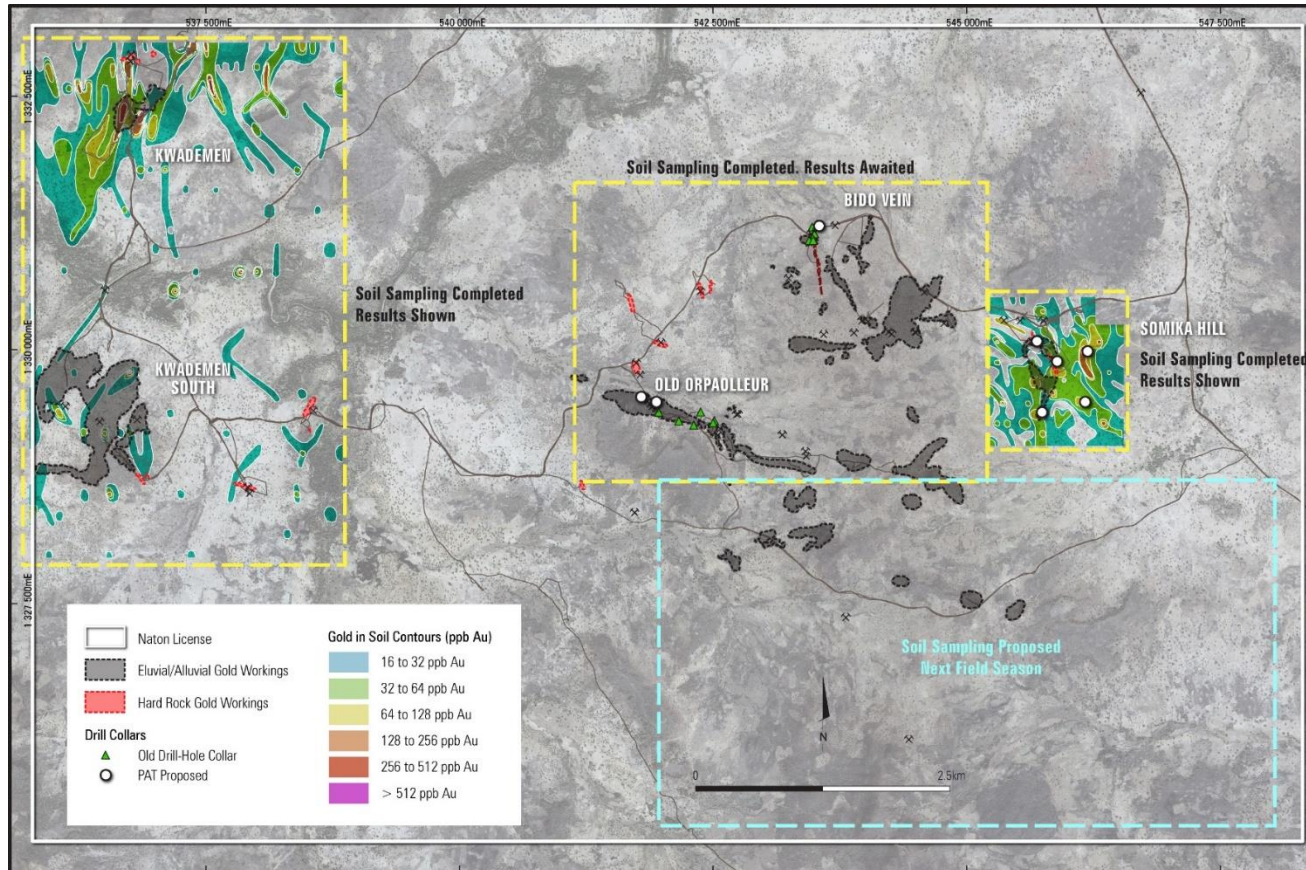 537 500mE
540 000mE
542 500mE
545 000mE
547 500mE
1 332 500mE
1 330 000mE
1 327 500mE
KWADEMEN
Soil Sampling Completed. Results Awaited
BIDO VEIN
Soil Sampling Completed
Results Shown
SOMIKA HILL
Soil Sampling Completed
Results Shown
KWADEMEN
SOUTH
OLD ORPAOLLEUR
Soil Sampling Proposed
Next Field Season
N
0
2.5km
Naton License
Eluvial/Alluvial Gold Workings
Hard Rock Gold Workings
Drill Collars
Old Drill-Hole Collar
PAT Proposed
Gold in Soil Contours (ppb Au)
16 to 32 ppb Au
32 to 64 ppb Au
64 to 128 ppb Au
128 to 256 ppb Au
256 to 512 ppb Au
> 512 ppb Au